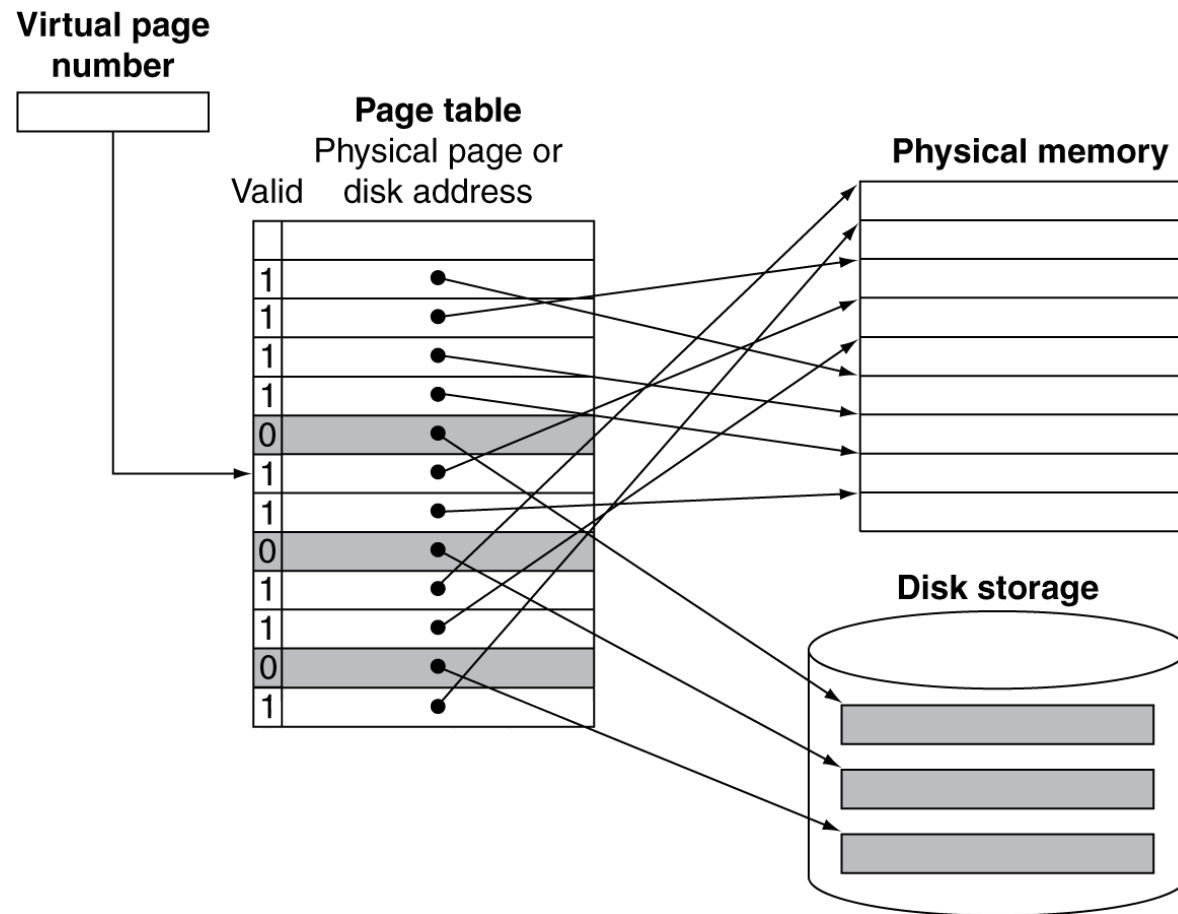 Virtual page
number
Page table
Physical page or
Valid disk address
Physical memory
1
1
1
1
0
1
1
0
1
1
0
1
Disk storage